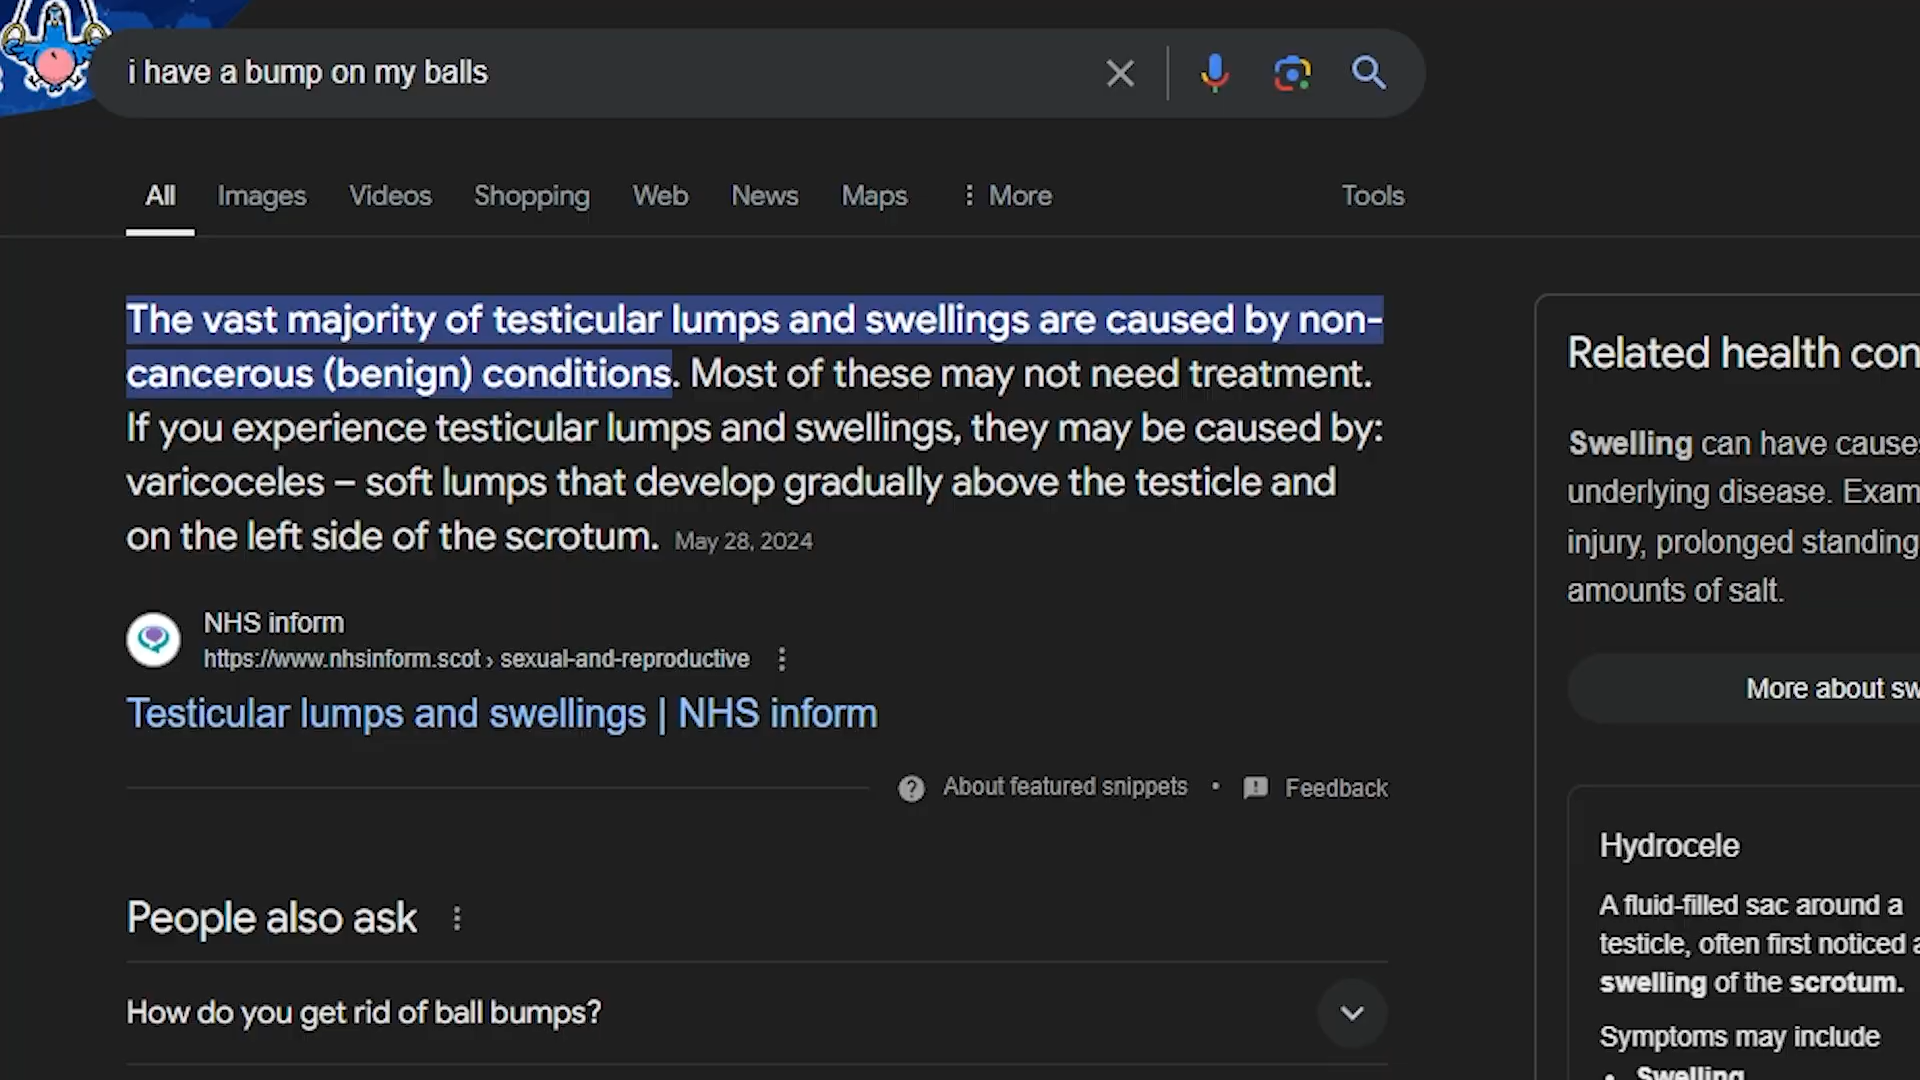 i have a bump on my balls
All Images Videos Shopping Web News Maps More Tools
The vast majority of testicular lumps and swellings are caused by non-
cancerous (benign) conditions. Most of these may not need treatment.
If you experience testicular lumps and swellings, they may be caused by:
varicoceles – soft lumps that develop gradually above the testicle and
on the left side of the scrotum. May 28, 2024
NHS inform
https://www.nhsinform.scot › sexual-and-reproductive
Testicular lumps and swellings | NHS inform
About featured snippets • Feedback
People also ask
How do you get rid of ball bumps?
Related health con
Swelling can have cause
underlying disease. Exam
injury, prolonged standing
amounts of salt.
More about sw
Hydrocele
A fluid-filled sac around a
testicle, often first noticed a
swelling of the scrotum.
Symptoms may include
• Swelling